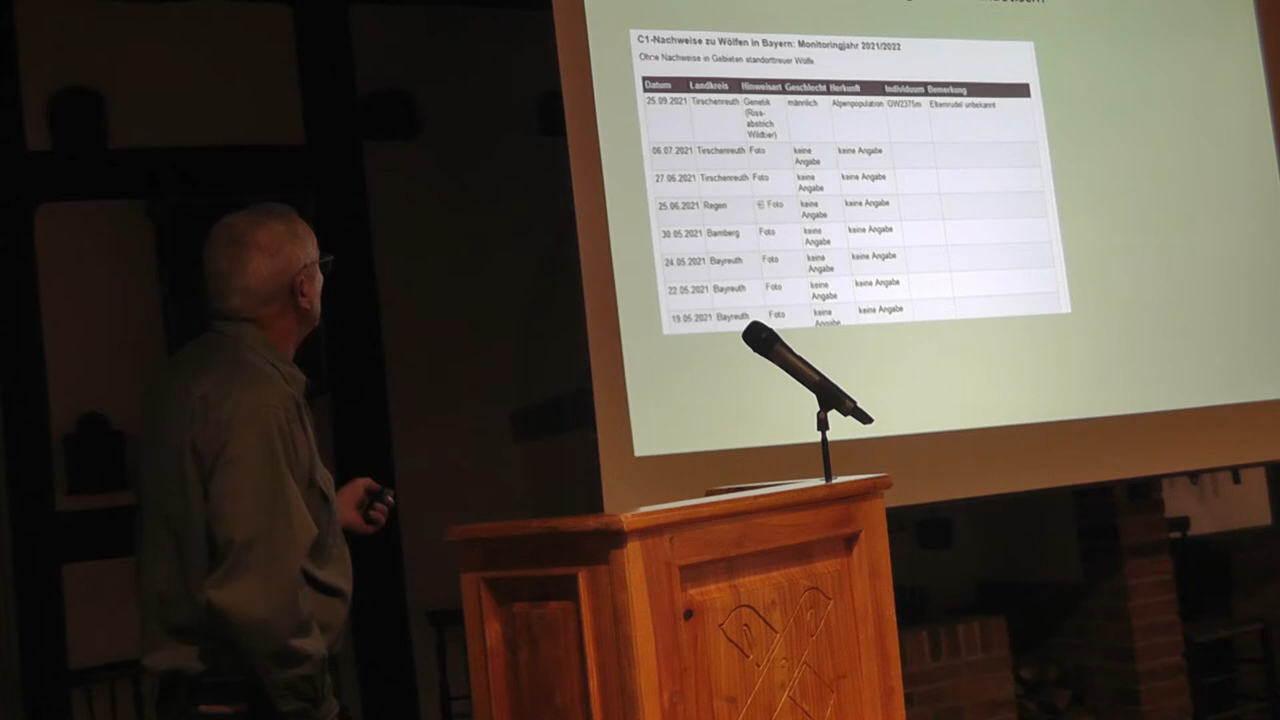 C1-Nachweise zu Wölfen in Bayern: Monitoringjahr 2021/2022
Ohne Nachweise in Gebieten standorttreuer Wölfe
Datum Landkreis Hinweisart Geschlecht Herkunft Individuum Bemerkung
25.09.2021 Tirschenreuth Genetik männlich Alpenpopulation GW2375m Elternrudel unbekannt
(Riss-
abstrich
Wildtier)
06.07.2021 Tirschenreuth Foto keine keine Angabe
Angabe
27.06.2021 Tirschenreuth Foto keine keine Angabe
Angabe
25.06.2021 Regen Foto keine keine Angabe
Angabe
30.05.2021 Bamberg Foto keine keine Angabe
Angabe
24.05.2021 Bayreuth Foto keine keine Angabe
Angabe
22.05.2021 Bayreuth Foto keine keine Angabe
Angabe
19.05.2021 Bayreuth Foto keine keine Angabe
Angabe